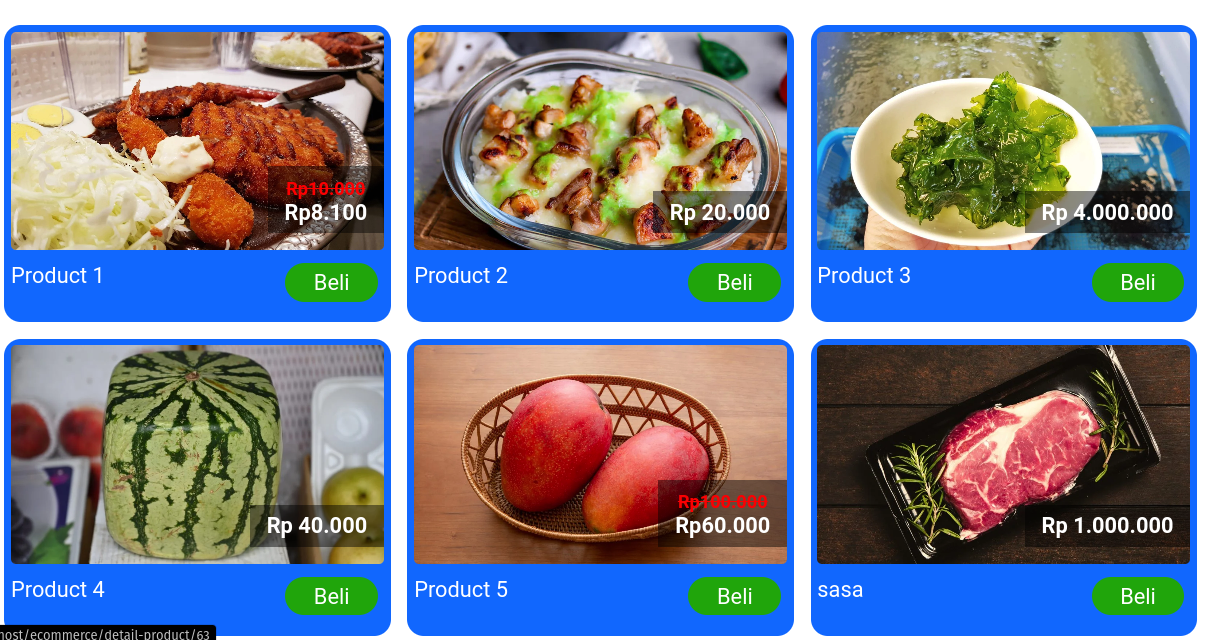 Rp10.000
Rp8.100
Rp 20.000
Rp 4.000.000
Product 1
Beli
Product 2
Beli
Product 3
Beli
Rp 40.000
Rp100.000
Rp60.000
Rp 1.000.000
Product 4
Beli
Product 5
Beli
sasa
Beli
host/ecommerce/detail-product/63